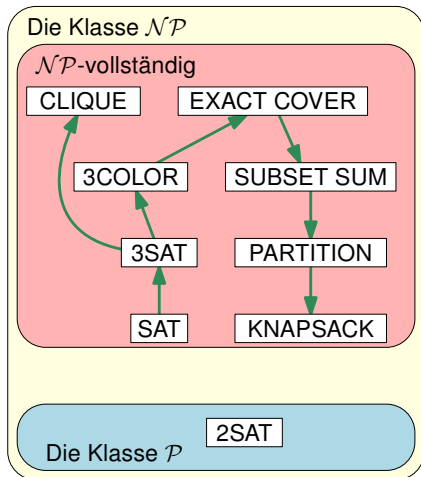 Die Klasse 𝒩𝒫
𝒩𝒫-vollständig
CLIQUE EXACT COVER
3COLOR SUBSET SUM
3SAT PARTITION
SAT KNAPSACK
2SAT
Die Klasse 𝒫